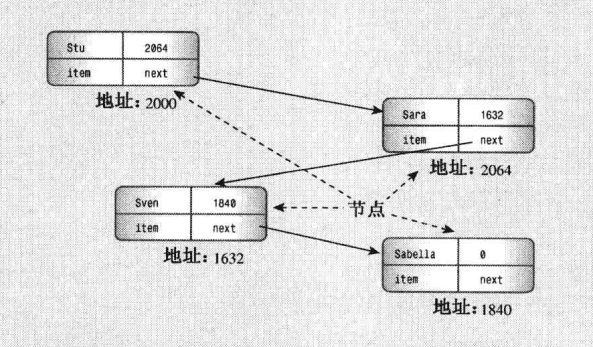 Stu 2064
item next
地址: 2000
Sara 1632
item next
地址: 2064
Sven 1840
item next
地址: 1632
节点
Sabella 0
item next
地址: 1840